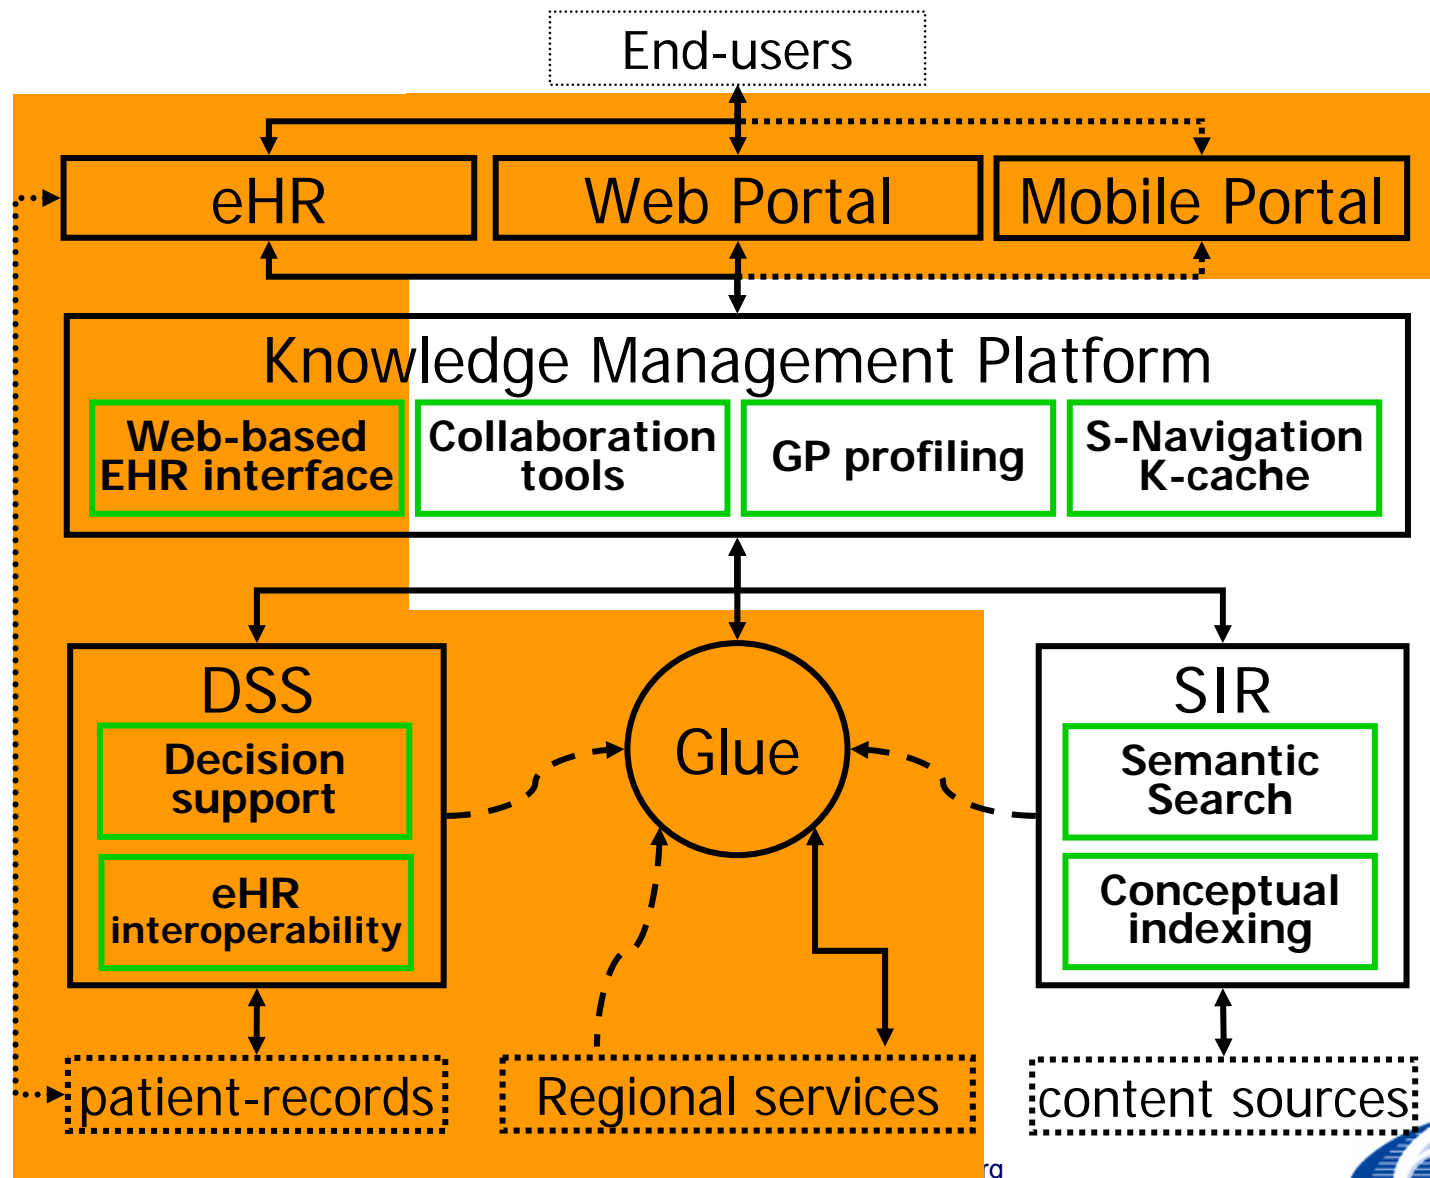 End-users
eHR
Web Portal
Mobile Portal
Knowledge Management Platform
Web-based
EHR interface
Collaboration
tools
GP profiling
S-Navigation
K-cache
DSS
Decision
support
eHR
interoperability
Glue
SIR
Semantic
Search
Conceptual
indexing
patient-records
Regional services
content sources